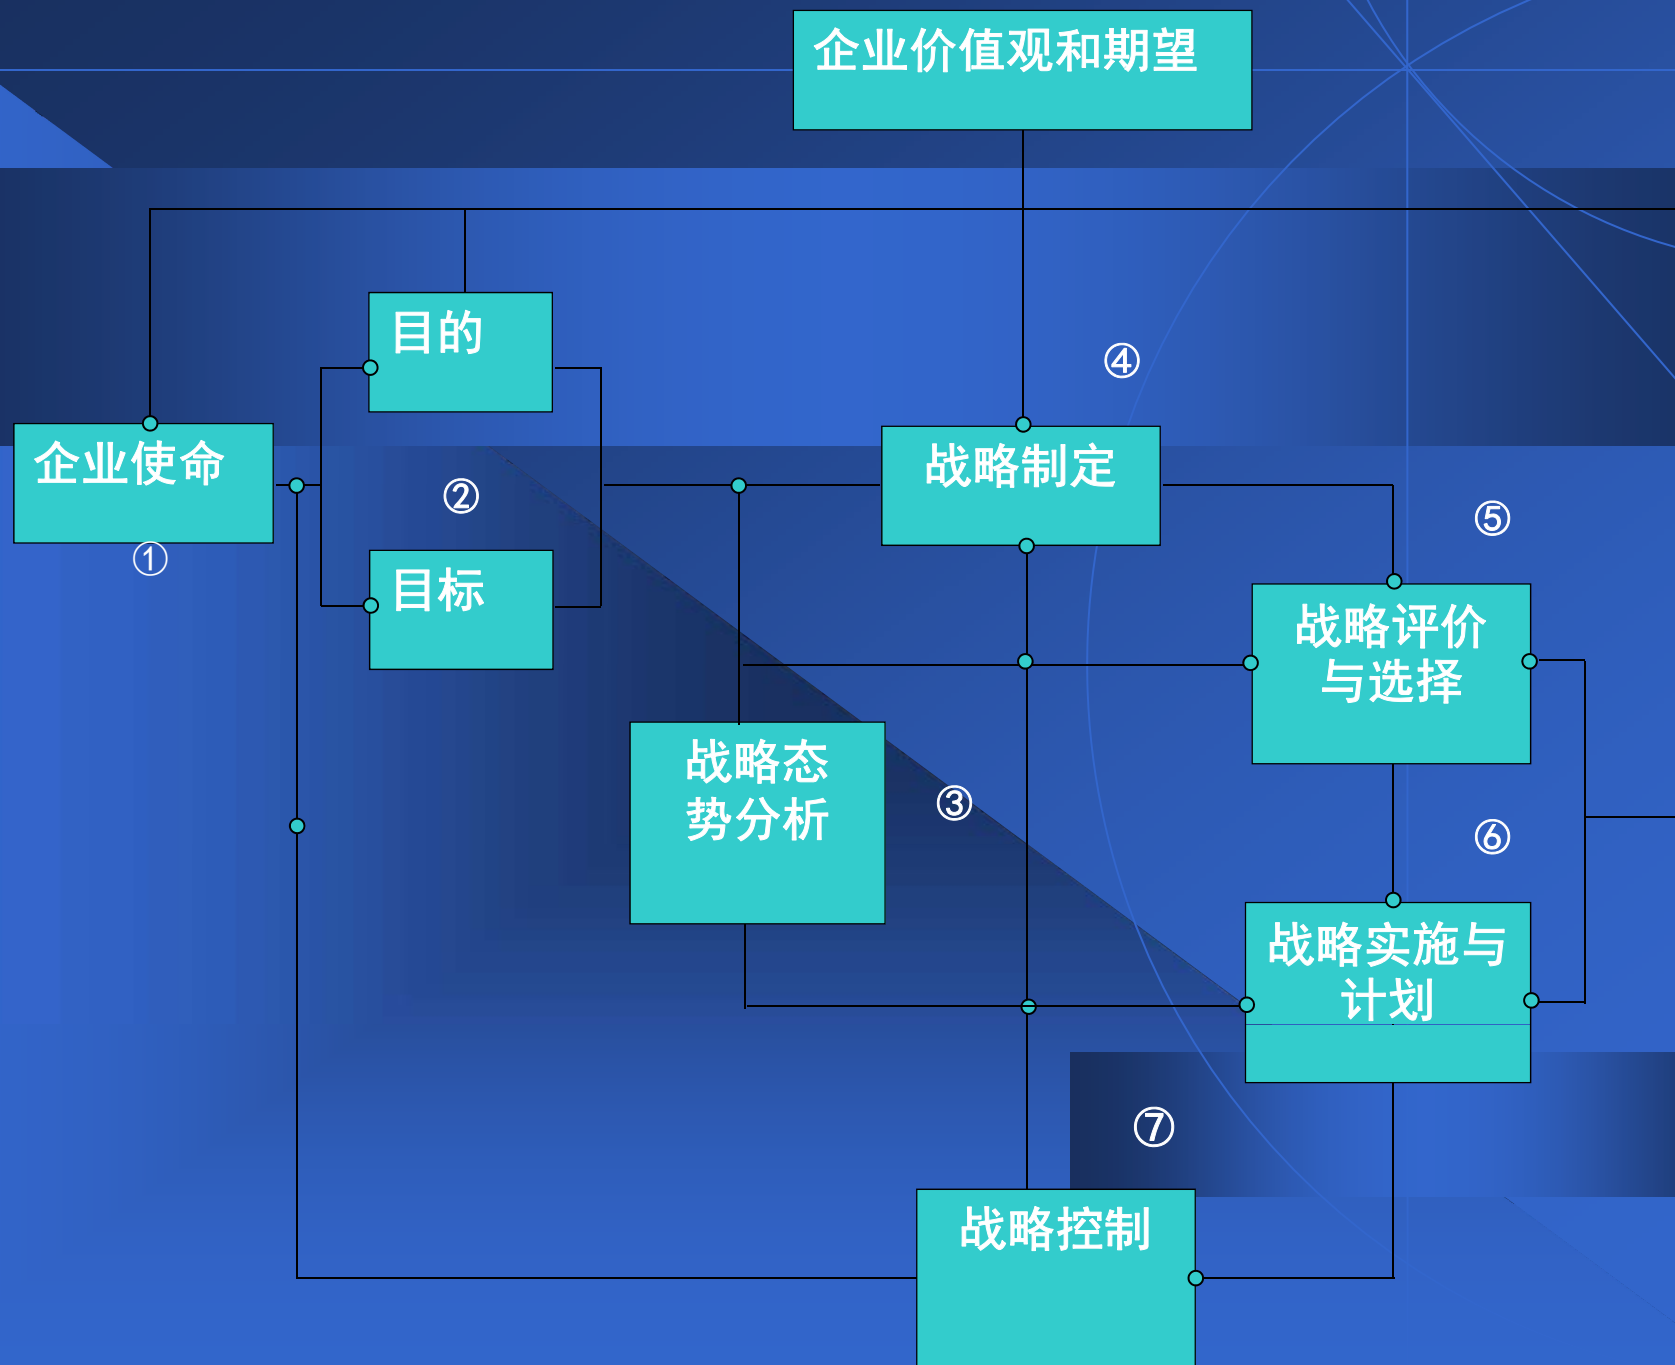 企业价值观和期望
目的
④
企业使命
战略制定
②
⑤
①
目标
战略评价
与选择
战略态
势分析
③
⑥
战略实施与
计划
⑦
战略控制